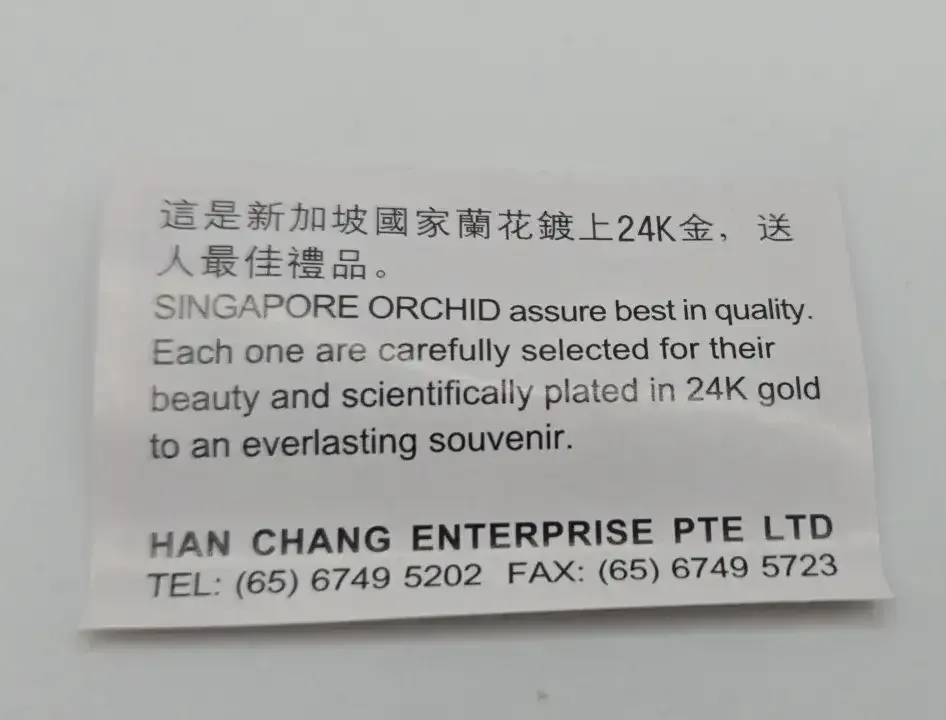 這是新加坡國家蘭花鍍上24K金，送
人最佳禮品。
SINGAPORE ORCHID assure best in quality.
Each one are carefully selected for their
beauty and scientifically plated in 24K gold
to an everlasting souvenir.
HAN CHANG ENTERPRISE PTE LTD
TEL: (65) 6749 5202 FAX: (65) 6749 5723